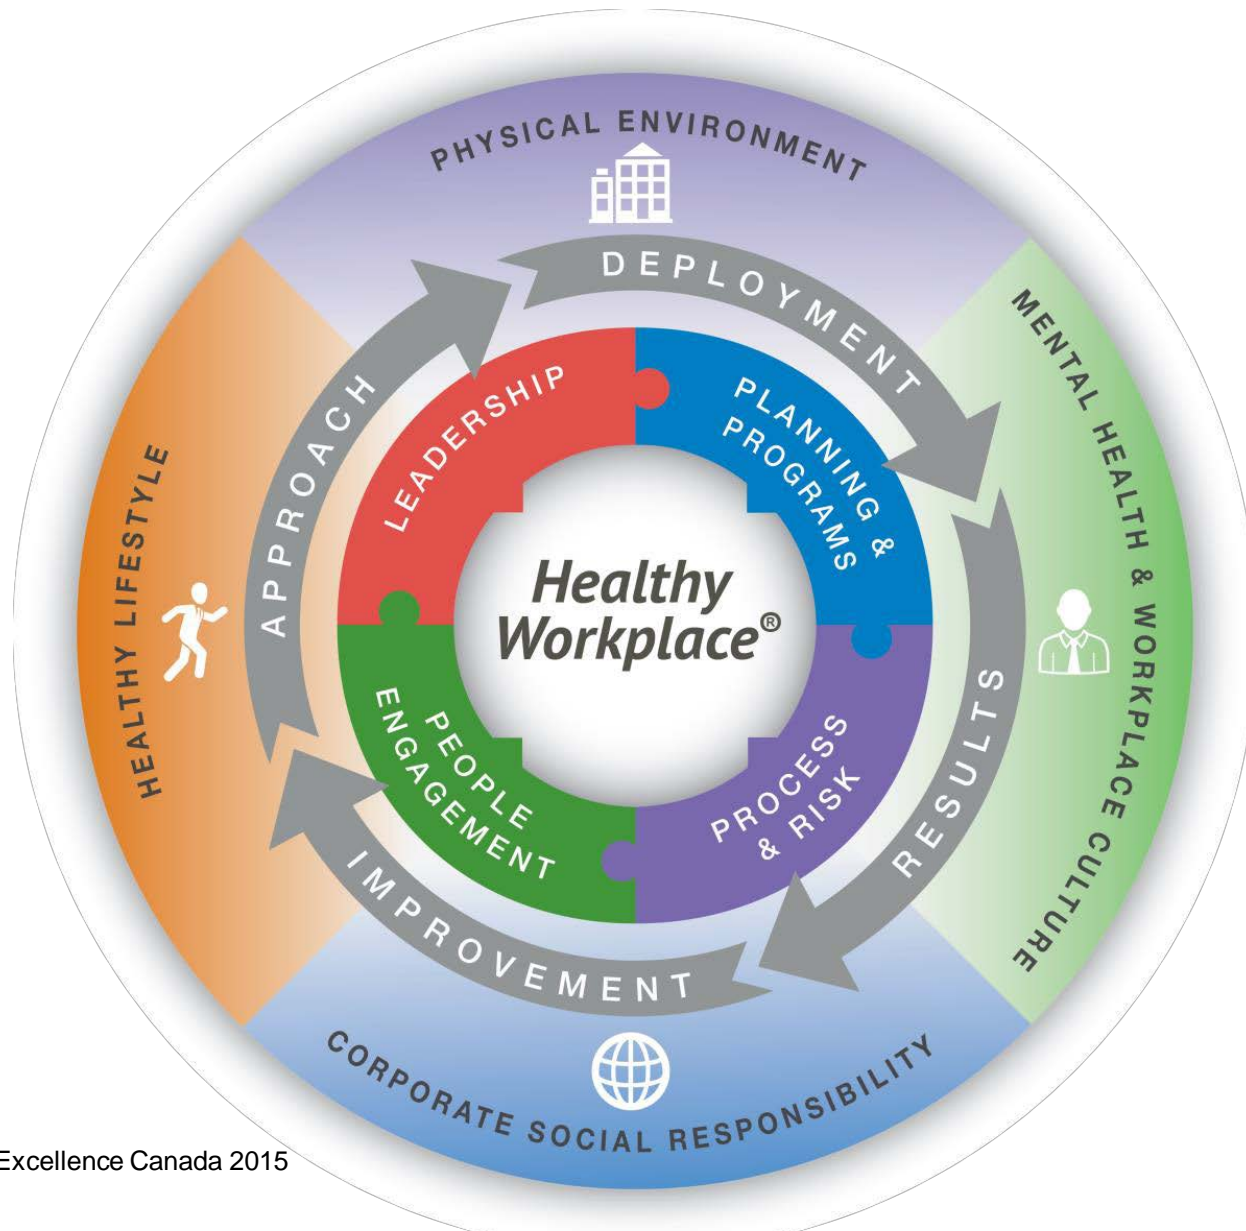 PHYSICAL ENVIRONMENT
DEPLOYMENT
MENTAL HEALTH & WORKPLACE CULTURE
APPROACH
LEADERSHIP
PLANNING &
PROGRAMS
HEALTHY LIFESTYLE
Healthy
Workplace®
RESULTS
PEOPLE
ENGAGEMENT
PROCESS
& RISK
IMPROVEMENT
CORPORATE SOCIAL RESPONSIBILITY
Excellence Canada 2015